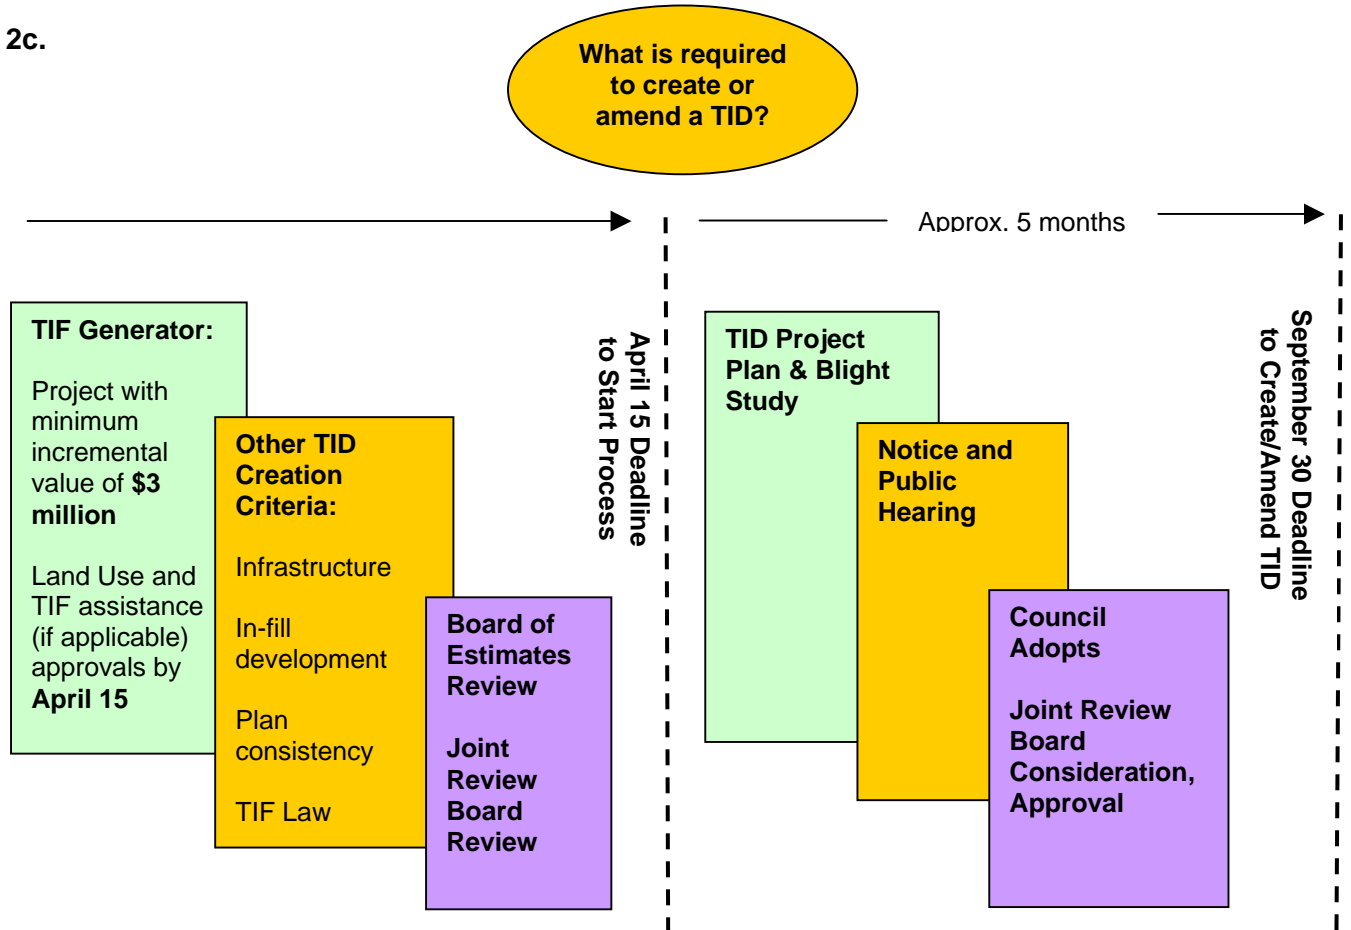 2c.
What is required
to create or
amend a TID?
Approx. 5 months
TIF Generator:
Project with
minimum
incremental
value of $3
million
Land Use and
TIF assistance
(if applicable)
approvals by
April 15
Other TID
Creation
Criteria:
Infrastructure
In-fill
development
Plan
consistency
TIF Law
Board of
Estimates
Review
Joint
Review
Board
Review
April 15 Deadline
to Start Process
TID Project
Plan & Blight
Study
Notice and
Public
Hearing
Council
Adopts
Joint Review
Board
Consideration,
Approval
September 30 Deadline
to Create/Amend TID